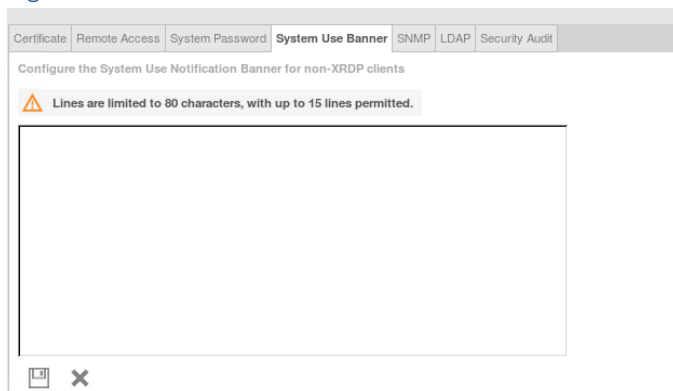 Certificate Remote Access System Password System Use Banner SNMP LDAP Security Audit
Configure the System Use Notification Banner for non-XRDP clients
Lines are limited to 80 characters, with up to 15 lines permitted.